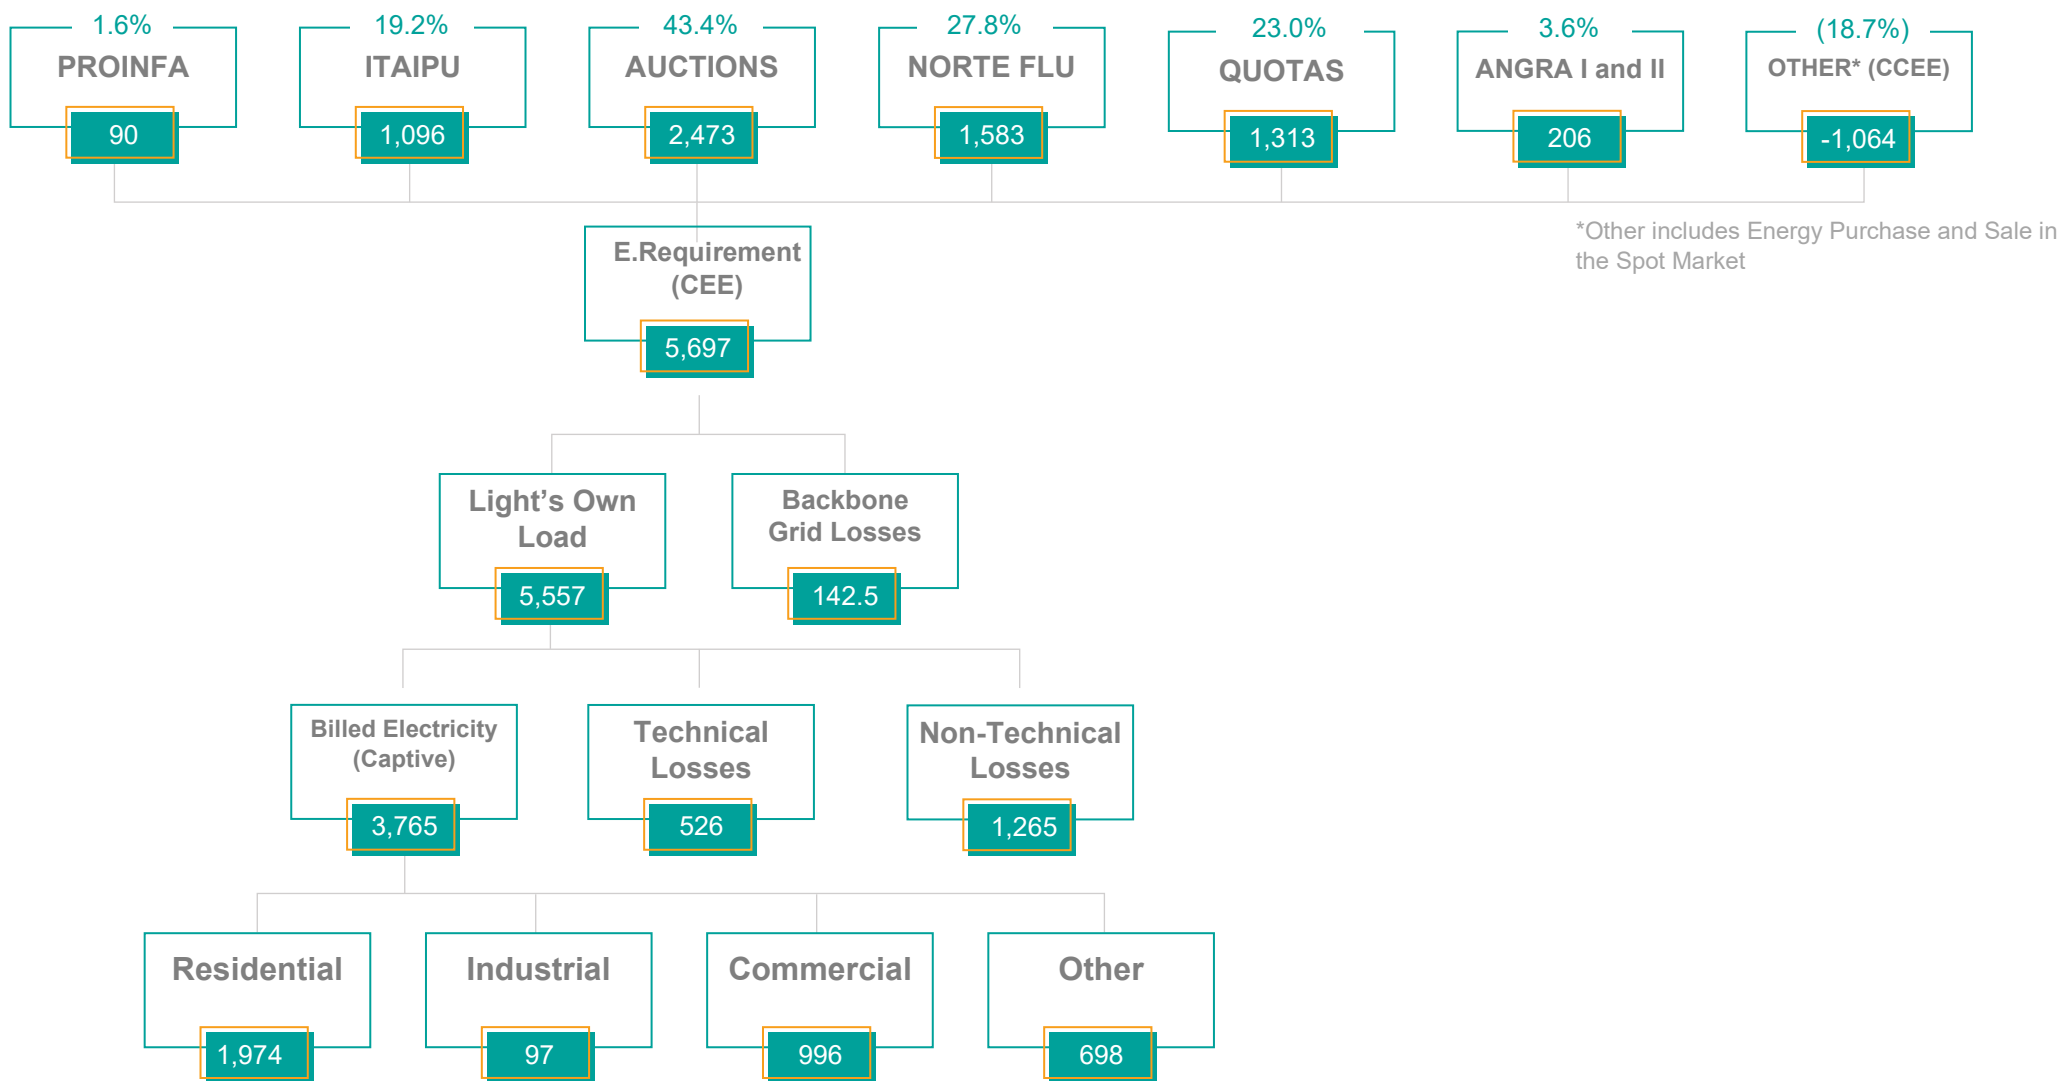 1.6%
PROINFA
90
19.2%
ITAIPU
1,096
43.4%
AUCTIONS
2,473
27.8%
NORTE FLU
1,583
23.0%
QUOTAS
1,313
3.6%
ANGRA I and II
206
(18.7%)
OTHER* (CCEE)
-1,064
*Other includes Energy Purchase and Sale in
the Spot Market
E.Requirement
(CEE)
5,697
Light’s Own
Load
5,557
Backbone
Grid Losses
142.5
Billed Electricity
(Captive)
3,765
Technical
Losses
526
Non-Technical
Losses
1,265
Residential
1,974
Industrial
97
Commercial
996
Other
698